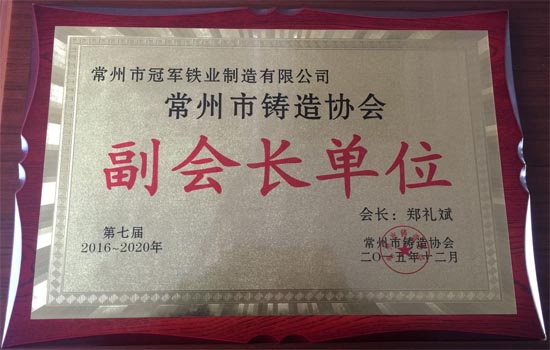 常州市冠军铁业制造有限公司
常州市铸造协会
副会长单位
会长：郑礼斌
第七届
2016~2020年
常州市铸造协会
二〇一五年十二月